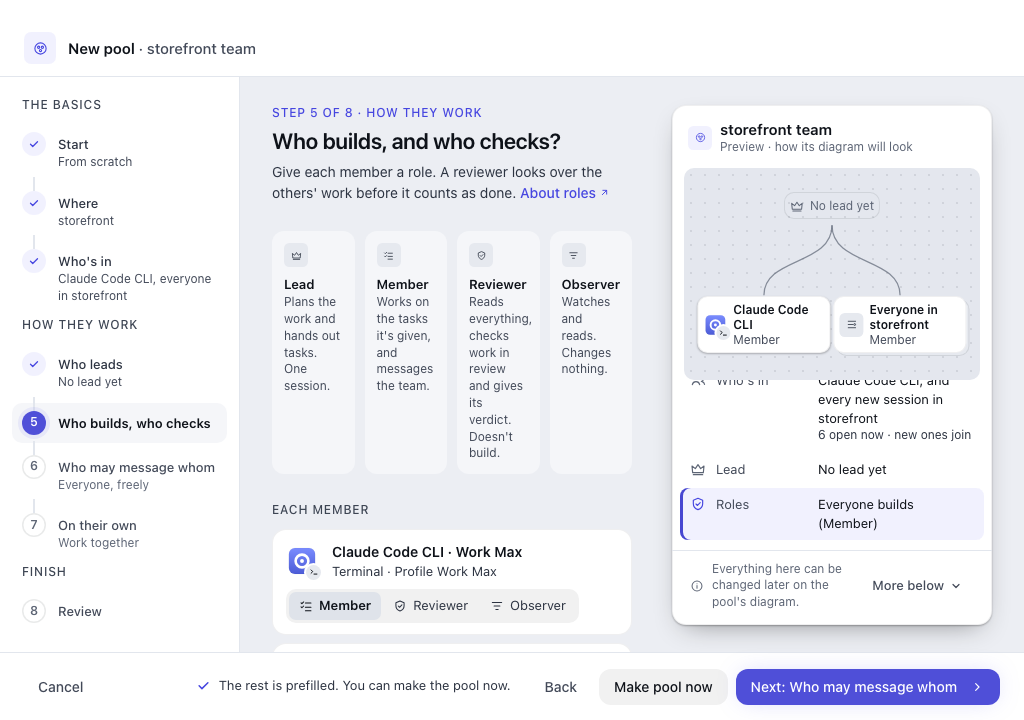 New pool · storefront team
THE BASICS
Start
From scratch
Where
storefront
Who's in
Claude Code CLI, everyone
in storefront
HOW THEY WORK
Who leads
No lead yet
5
Who builds, who checks
6
Who may message whom
Everyone, freely
7
On their own
Work together
FINISH
8
Review
STEP 5 OF 8 · HOW THEY WORK
Who builds, and who checks?
Give each member a role. A reviewer looks over the
others' work before it counts as done. About roles ↗
Lead
Plans the
work and
hands out
tasks.
One
session.
Member
Works on
the tasks
it's given,
and
messages
the team.
Reviewer
Reads
everything,
checks
work in
review
and gives
its
verdict.
Doesn't
build.
Observer
Watches
and
reads.
Changes
nothing.
EACH MEMBER
Claude Code CLI · Work Max
Terminal · Profile Work Max
Member
Reviewer
Observer
storefront team
Preview · how its diagram will look
No lead yet
Claude Code
CLI
Member
Everyone in
storefront
Member
Who's in
Claude Code CLI, and
every new session in
storefront
6 open now · new ones join
Lead
No lead yet
Roles
Everyone builds
(Member)
Everything here can be
changed later on the
pool's diagram.
More below
Cancel
The rest is prefilled. You can make the pool now.
Back
Make pool now
Next: Who may message whom